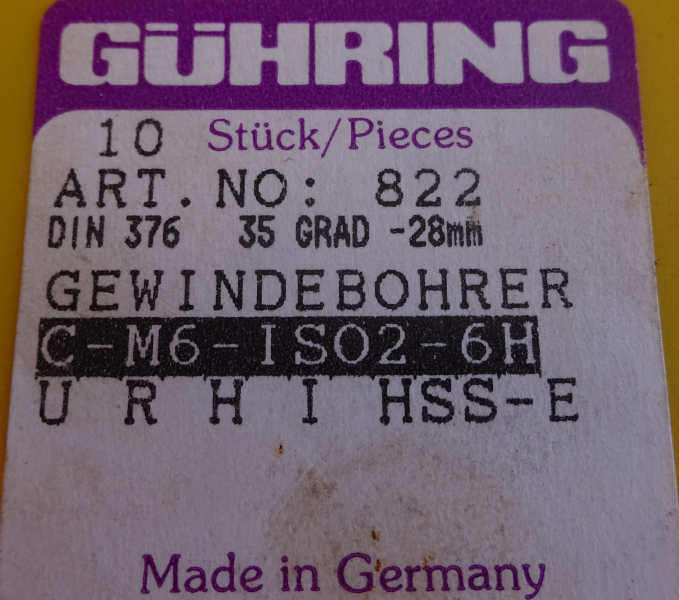 GÜHRING
10 Stück/Pieces
ART. NO: 822
DIN 376 35 GRAD -28mm
GEWINDEBOHRER
C-M6-ISO2-6H
U R H I HSS-E
Made in Germany